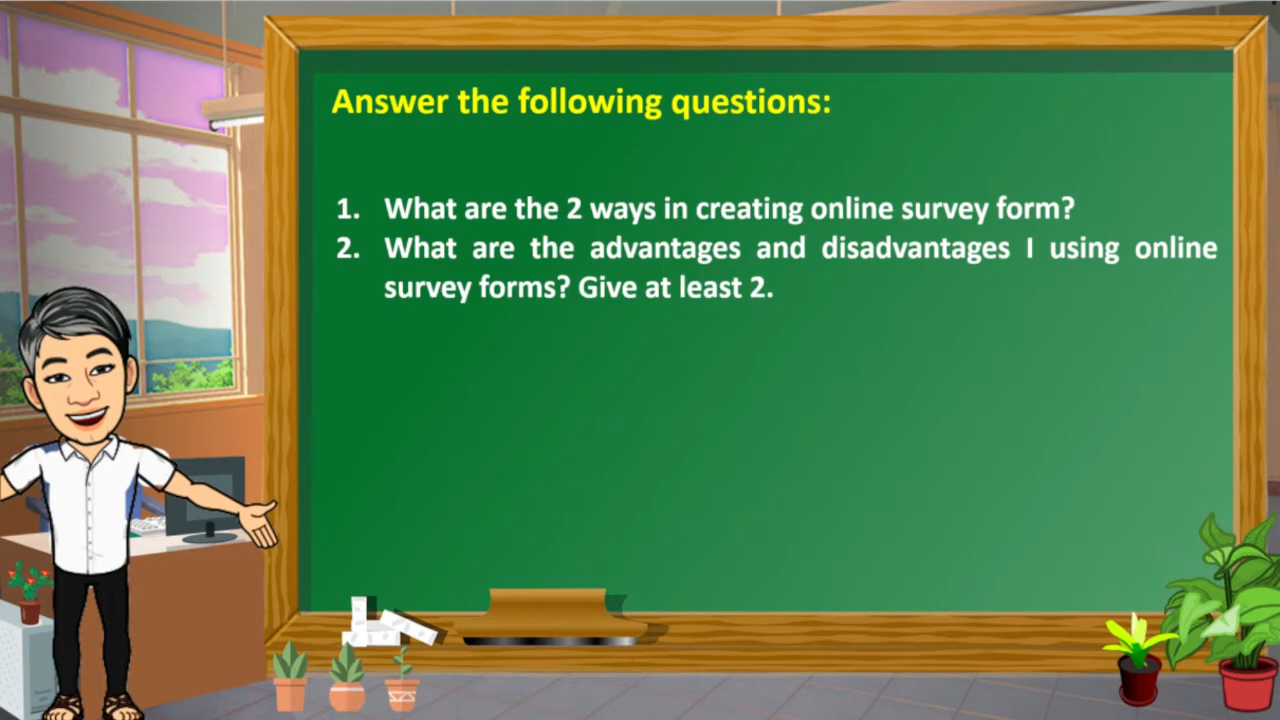 Answer the following questions:
1. What are the 2 ways in creating online survey form?
2. What are the advantages and disadvantages I using online
survey forms? Give at least 2.